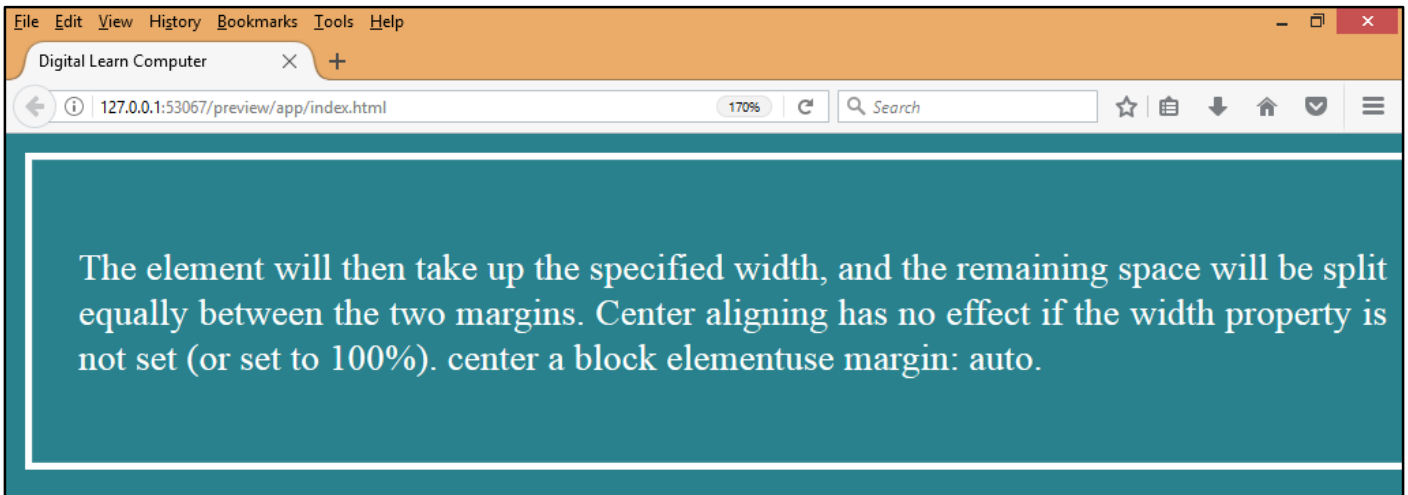 File Edit View History Bookmarks Tools Help
Digital Learn Computer
127.0.0.1:53067/preview/app/index.html 170% Search
The element will then take up the specified width, and the remaining space will be split
equally between the two margins. Center aligning has no effect if the width property is
not set (or set to 100%). center a block elementuse margin: auto.